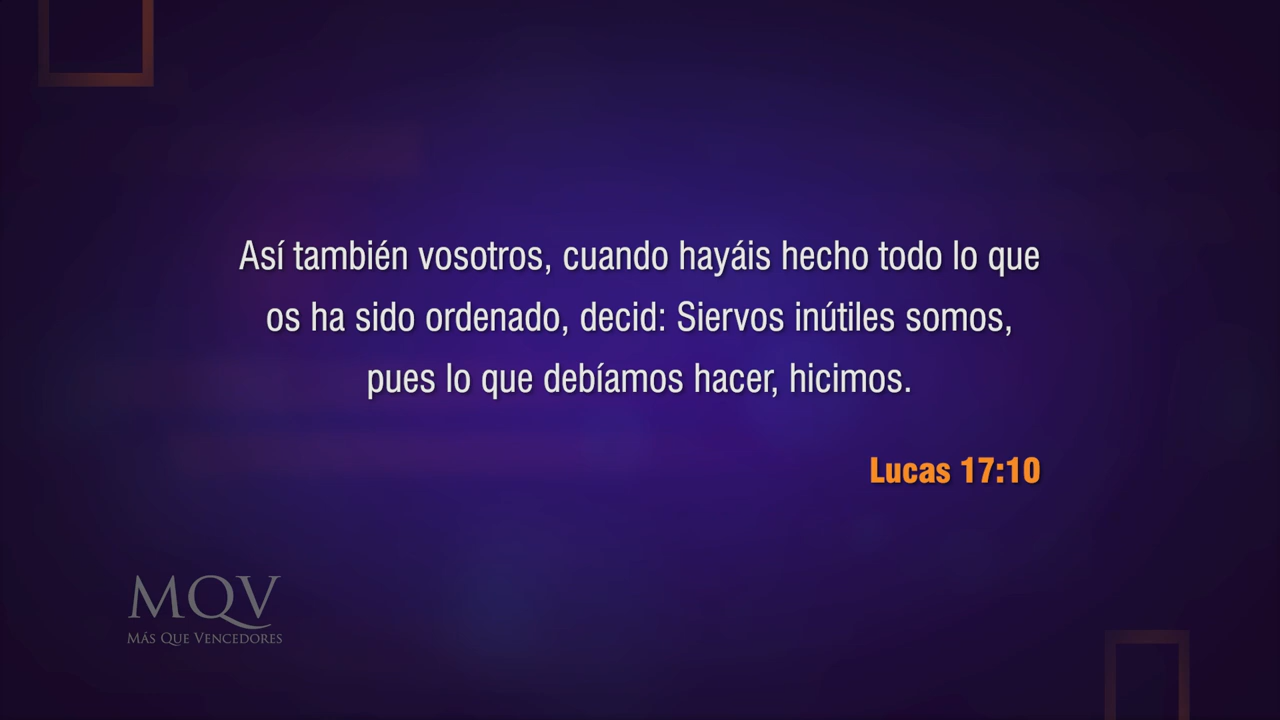 Así también vosotros, cuando hayáis hecho todo lo que
os ha sido ordenado, decid: Siervos inútiles somos,
pues lo que debíamos hacer, hicimos.
Lucas 17:10
MQV
Más Que Vencedores